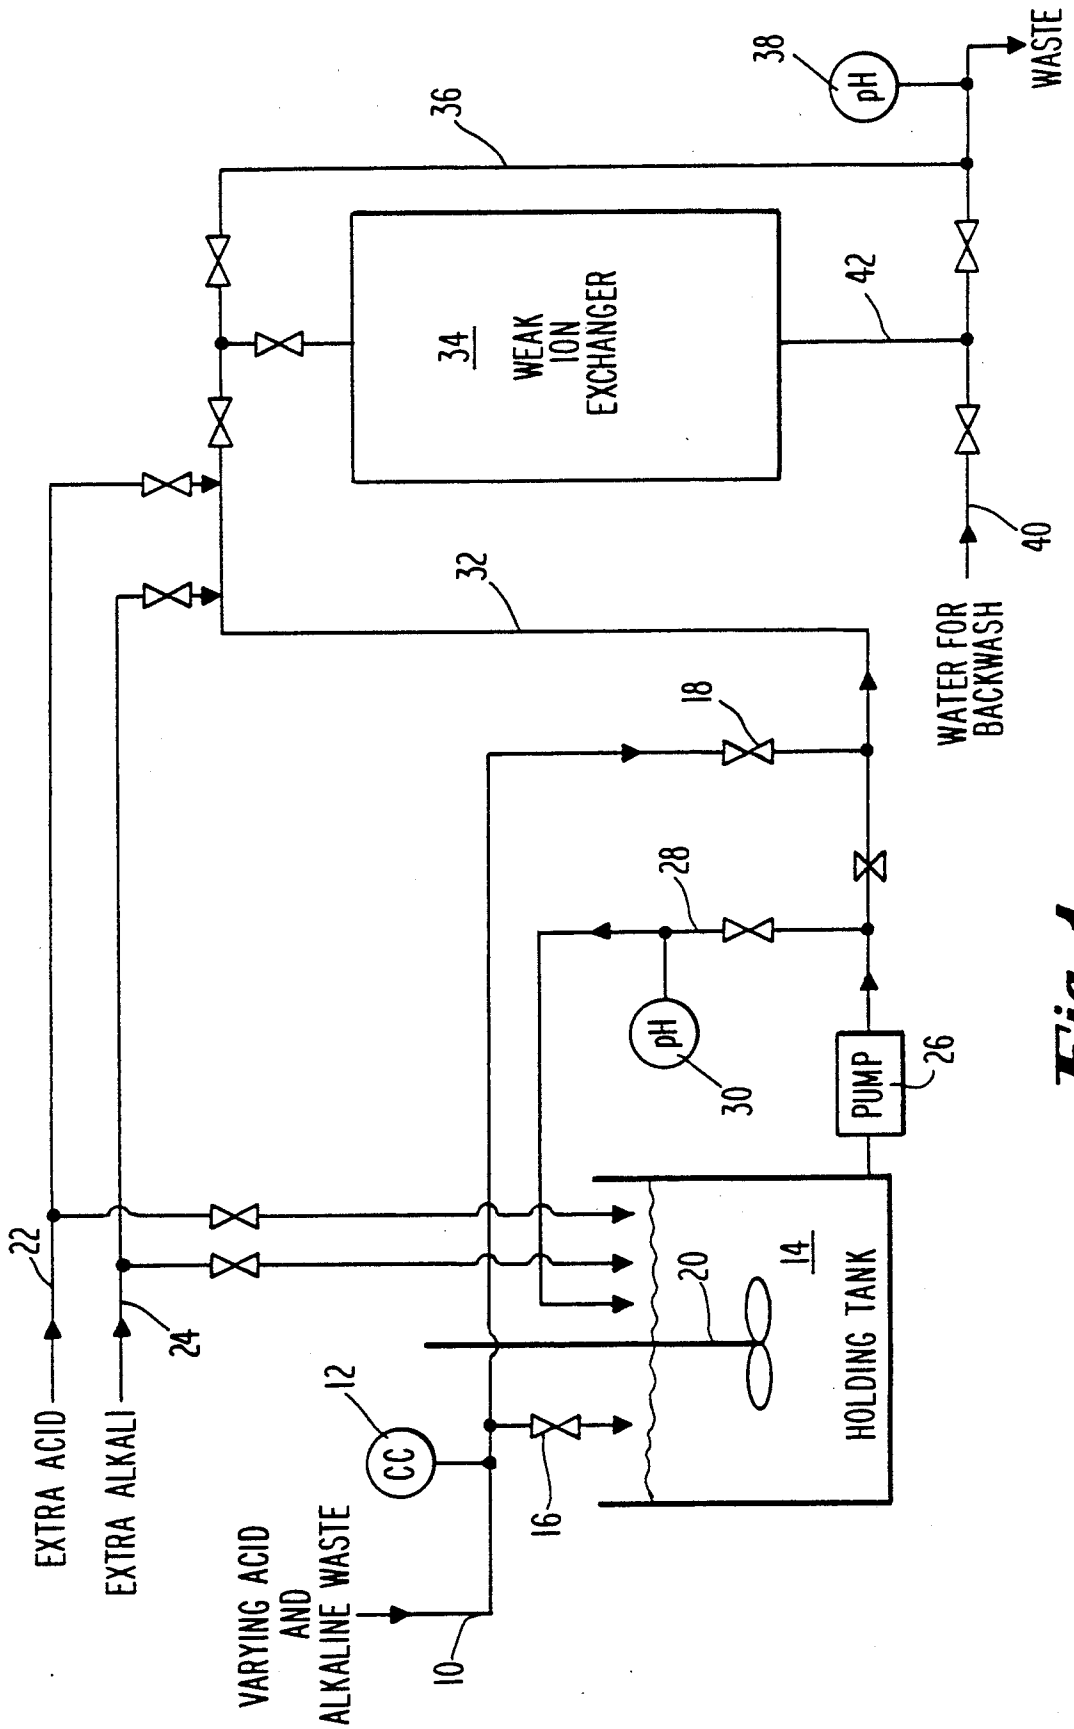 EXTRA ACID
22
EXTRA ALKALI
24
VARYING ACID
AND
ALKALINE WASTE
10
CC
12
16
20
14
HOLDING TANK
pH
30
28
PUMP
26
18
32
34
WEAK
ION
EXCHANGER
36
pH
38
42
40
WATER FOR
BACKWASH
WASTE